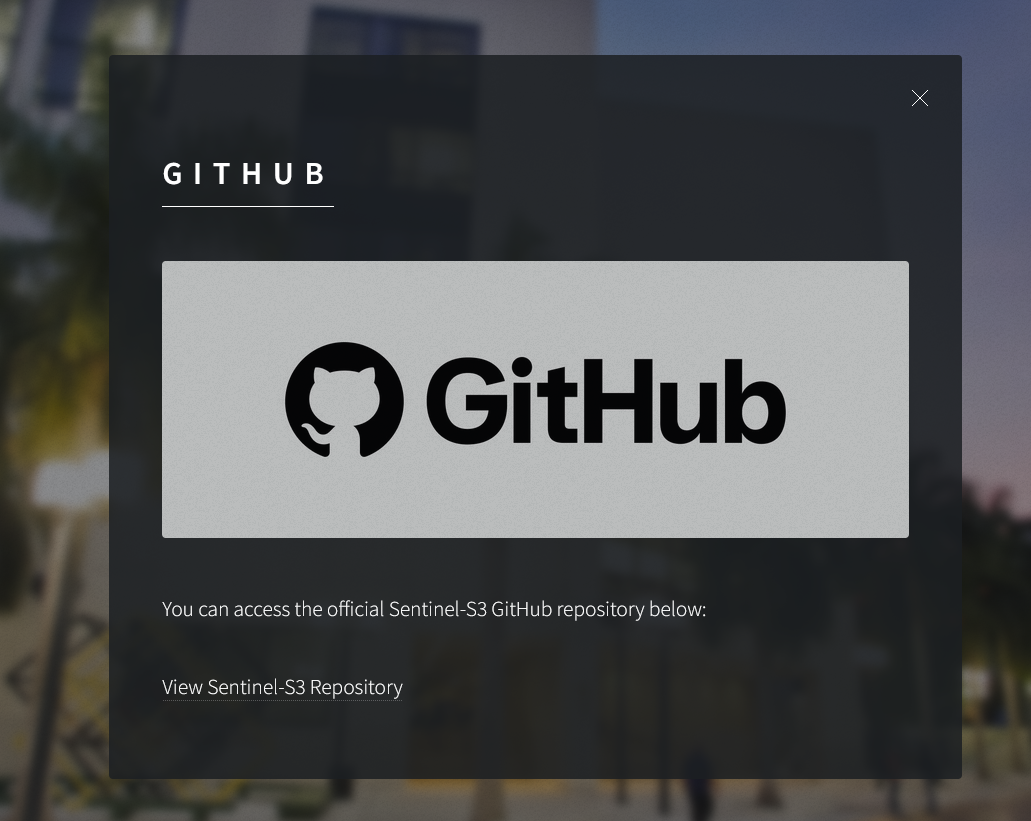 GITHUB
GitHub
You can access the official Sentinel-S3 GitHub repository below:
View Sentinel-S3 Repository